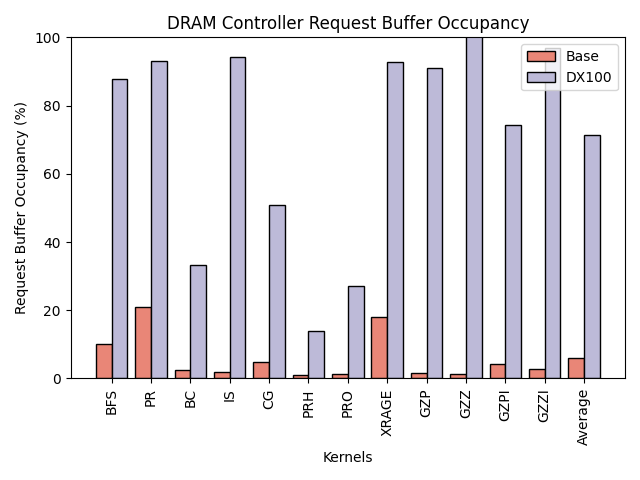 DRAM Controller Request Buffer Occupancy
Request Buffer Occupancy (%)
100
80
60
40
20
0
Base
DX100
BFS
PR
BC
IS
CG
PRH
PRO
XRAGE
GZP
GZZ
GZPI
GZZI
Average
Kernels